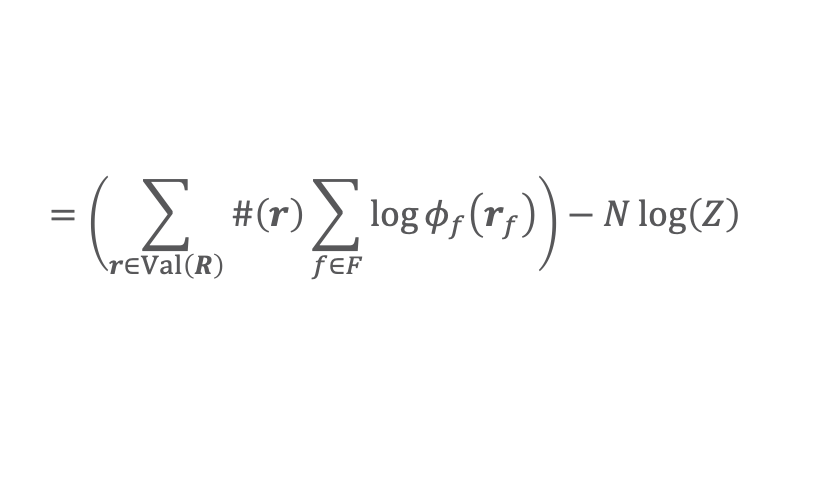 = (∑_{r∈Val(R)} #(r) ∑_{f∈F} log ϕ_f(r_f)) − N log(Z)